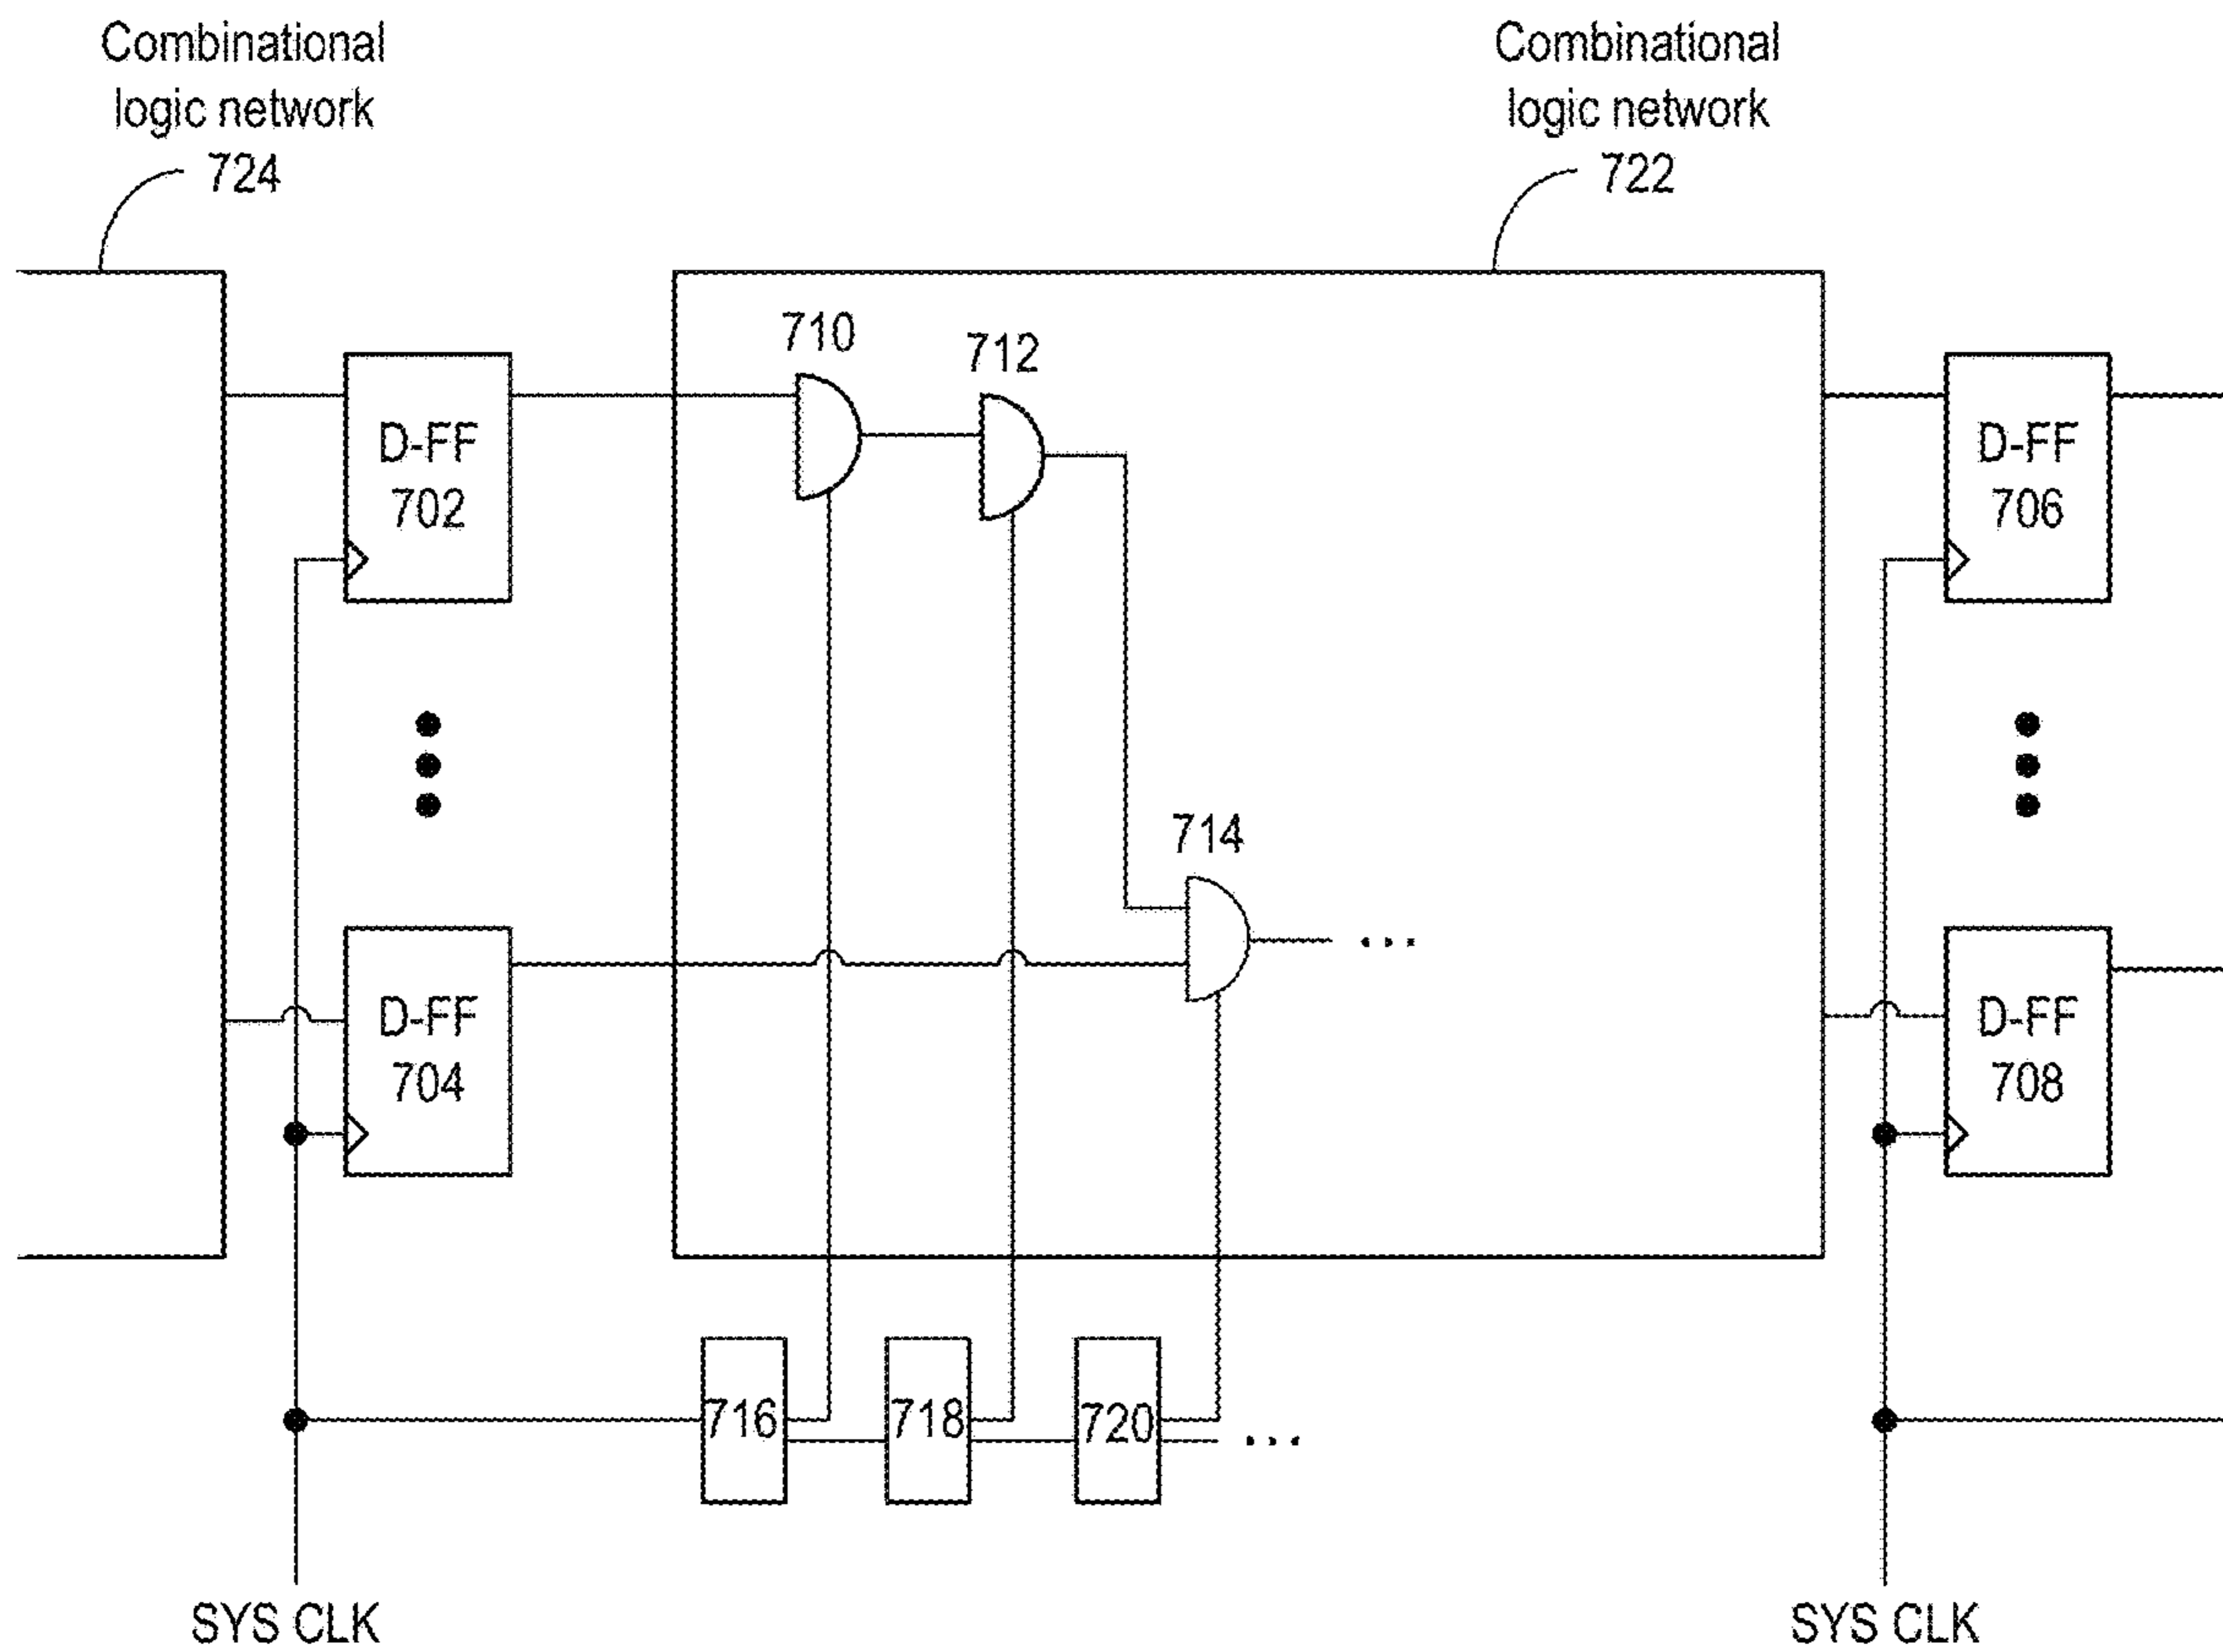 Combinational
logic network
724
Combinational
logic network
722
710
712
D-FF
702
D-FF
706
714
D-FF
704
D-FF
708
716
718
720
...
...
SYS CLK
SYS CLK